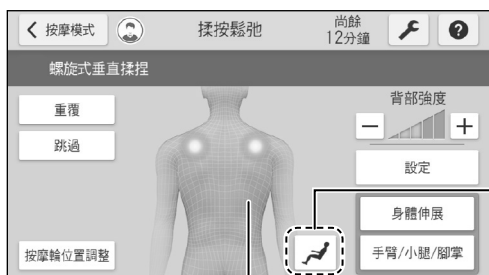 按摩模式
揉按鬆弛
尚餘
12分鐘
?
螺旋式垂直揉捏
重覆
跳過
背部強度
− +
設定
身體伸展
手臂/小腿/腳掌
按摩輪位置調整